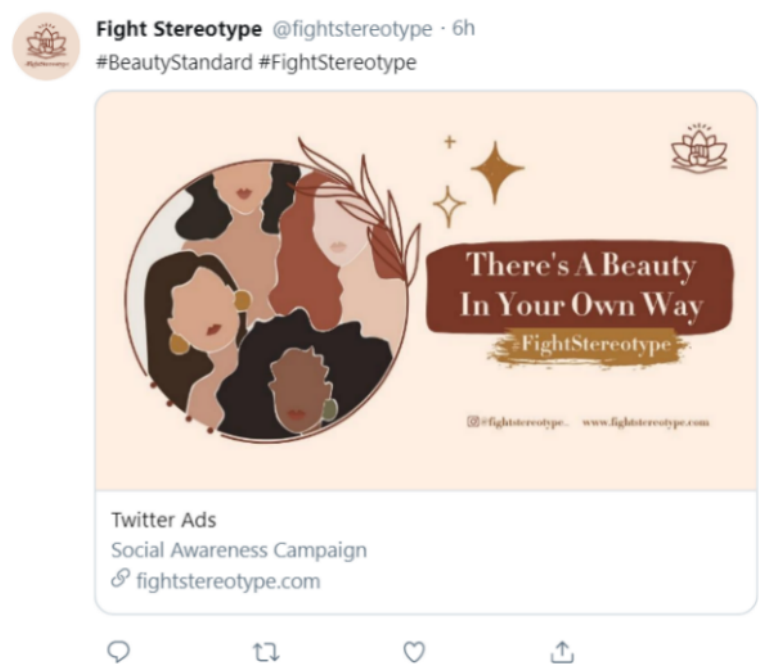 Fight Stereotype @fightstereotype · 6h
#BeautyStandard #FightStereotype
There's A Beauty
In Your Own Way
#FightStereotype
@fightstereotype_ www.fightstereotype.com
Twitter Ads
Social Awareness Campaign
fightstereotype.com